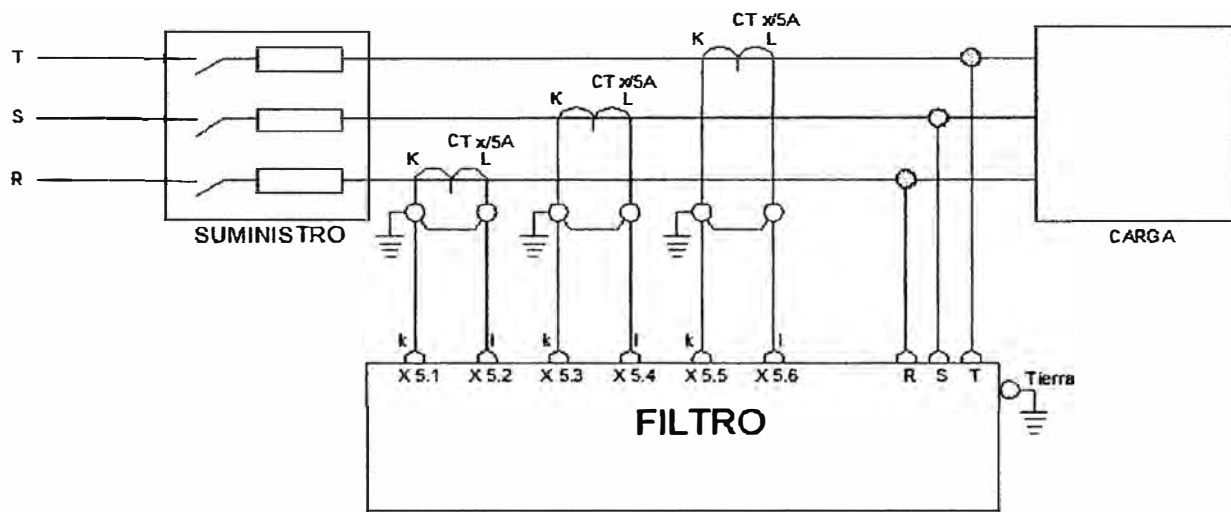 CT x/5A
K L
T
CT x/5A
K L
S
CT x/5A
K L
R
SUMINISTRO
CARGA
k l k l k l
X 5.1 X 5.2 X 5.3 X 5.4 X 5.5 X 5.6 R S T
Tierra
FILTRO